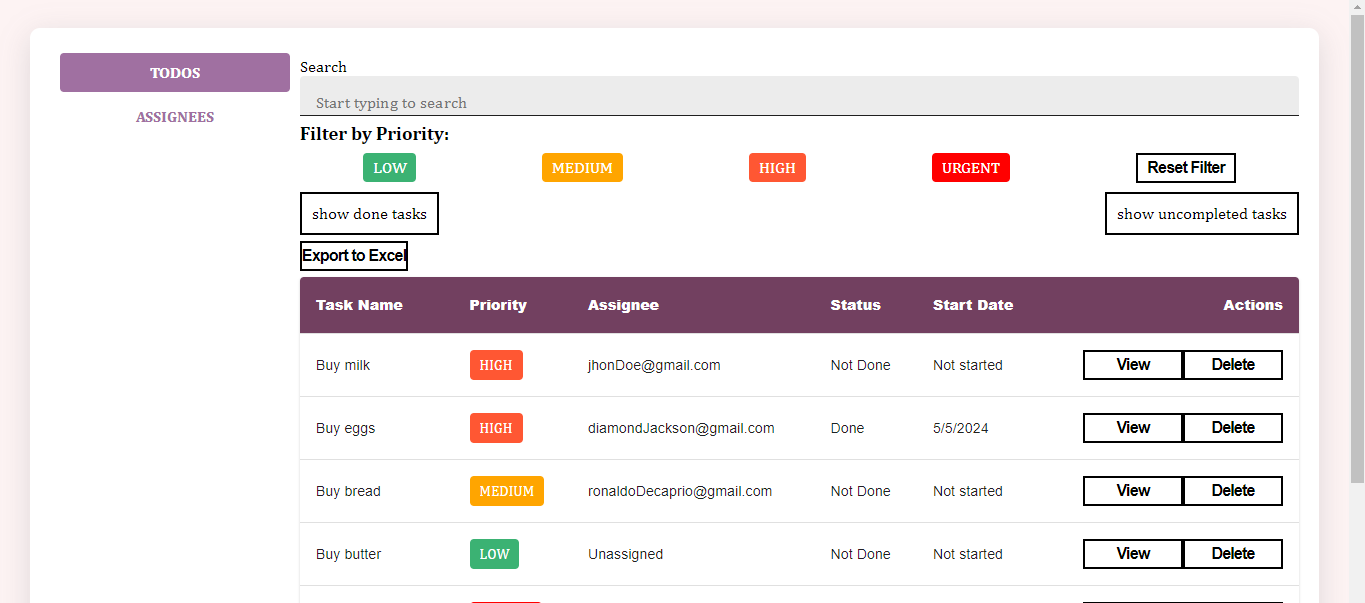 TODOS
ASSIGNEES
Search
Start typing to search
Filter by Priority:
LOW MEDIUM HIGH URGENT Reset Filter
show done tasks show uncompleted tasks
Export to Excel
Task Name Priority Assignee Status Start Date Actions
Buy milk HIGH jhonDoe@gmail.com Not Done Not started View Delete
Buy eggs HIGH diamondJackson@gmail.com Done 5/5/2024 View Delete
Buy bread MEDIUM ronaldoDecaprio@gmail.com Not Done Not started View Delete
Buy butter LOW Unassigned Not Done Not started View Delete